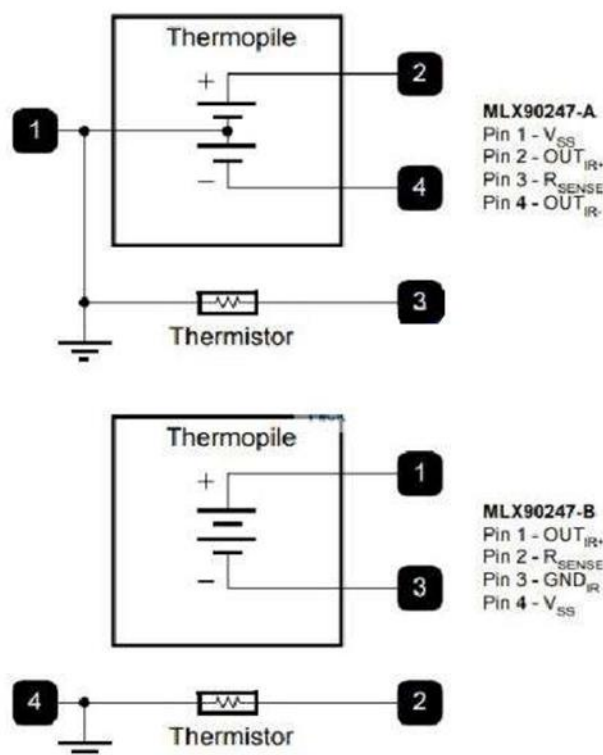 Thermopile
+
2
1
4
−
3
Thermistor
MLX90247-A
Pin 1 - VSS
Pin 2 - OUTIR+
Pin 3 - RSENSE
Pin 4 - OUTIR-
Thermopile
+
1
3
−
4
2
Thermistor
MLX90247-B
Pin 1 - OUTIR+
Pin 2 - RSENSE
Pin 3 - GNDIR
Pin 4 - VSS